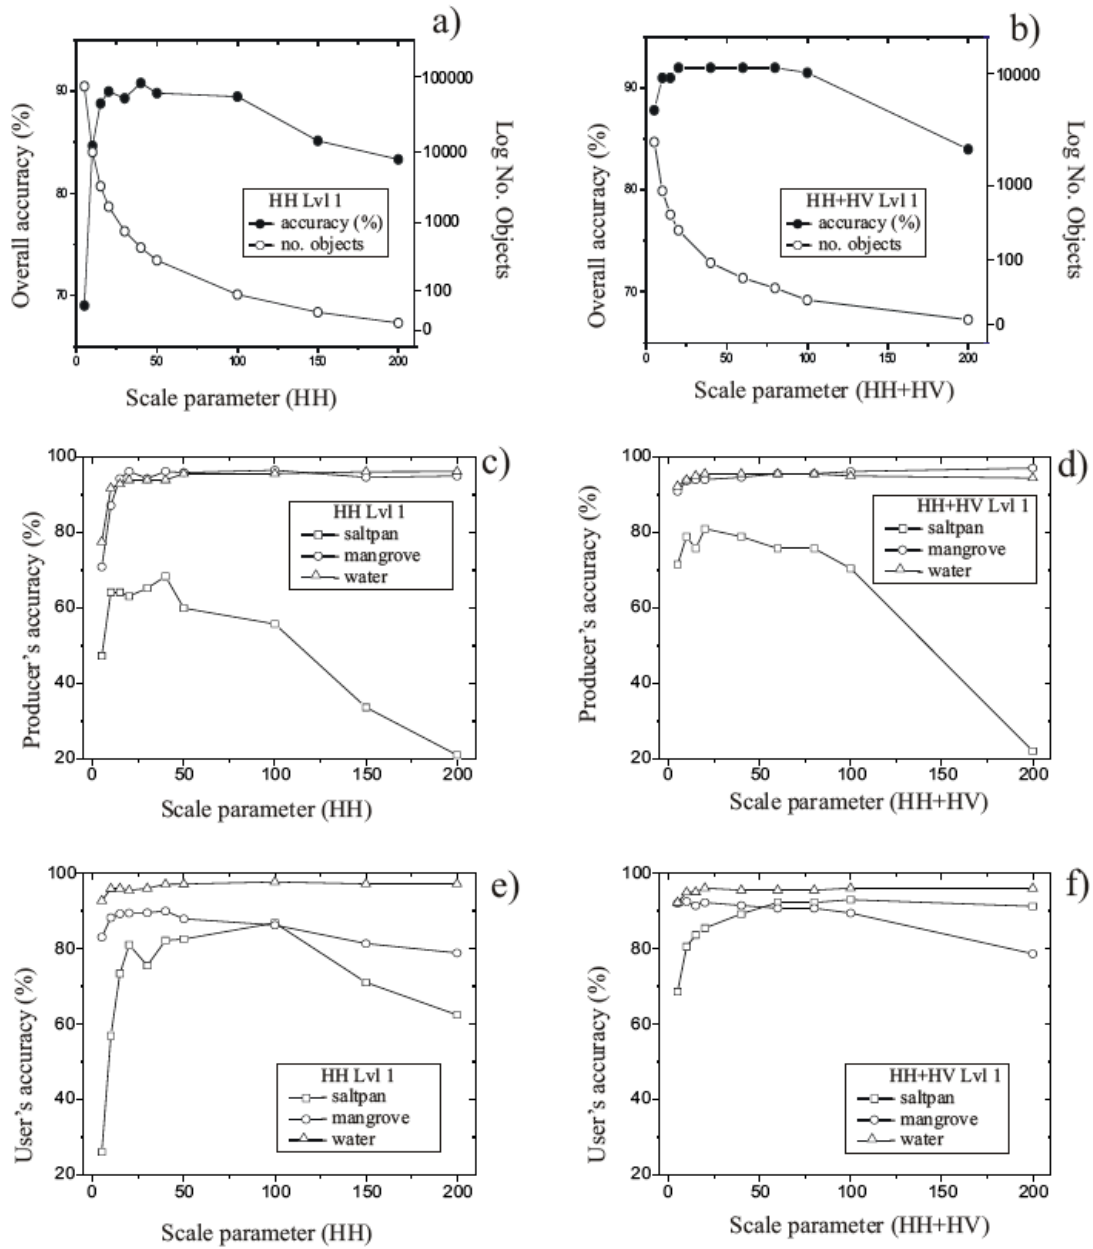 a)
Overall accuracy (%)
90
80
70
100000
10000
1000
100
0
Log No. Objects
HH Lvl 1
accuracy (%)
no. objects
0
50
100
150
200
Scale parameter (HH)
b)
Overall accuracy (%)
90
80
70
10000
1000
100
0
Log No. Objects
HH+HV Lvl 1
accuracy (%)
no. objects
0
50
100
150
200
Scale parameter (HH+HV)
c)
Producer's accuracy (%)
100
80
60
40
20
HH Lvl 1
saltpan
mangrove
water
0
50
100
150
200
Scale parameter (HH)
d)
Producer's accuracy (%)
100
80
60
40
20
HH+HV Lvl 1
saltpan
mangrove
water
0
50
100
150
200
Scale parameter (HH+HV)
e)
User's accuracy (%)
100
80
60
40
20
HH Lvl 1
saltpan
mangrove
water
0
50
100
150
200
Scale parameter (HH)
f)
User's accuracy (%)
100
80
60
40
20
HH+HV Lvl 1
saltpan
mangrove
water
0
50
100
150
200
Scale parameter (HH+HV)